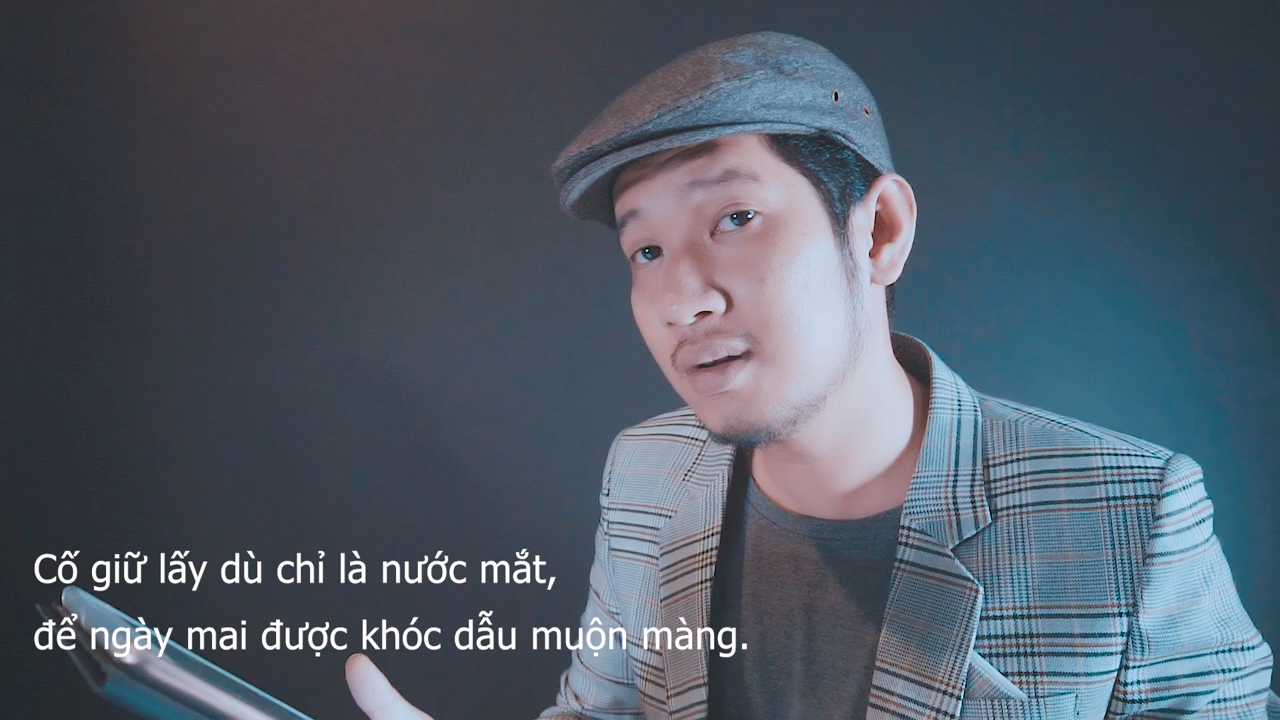 Cố giữ lấy dù chỉ là nước mắt,
để ngày mai được khóc dẫu muộn màng.